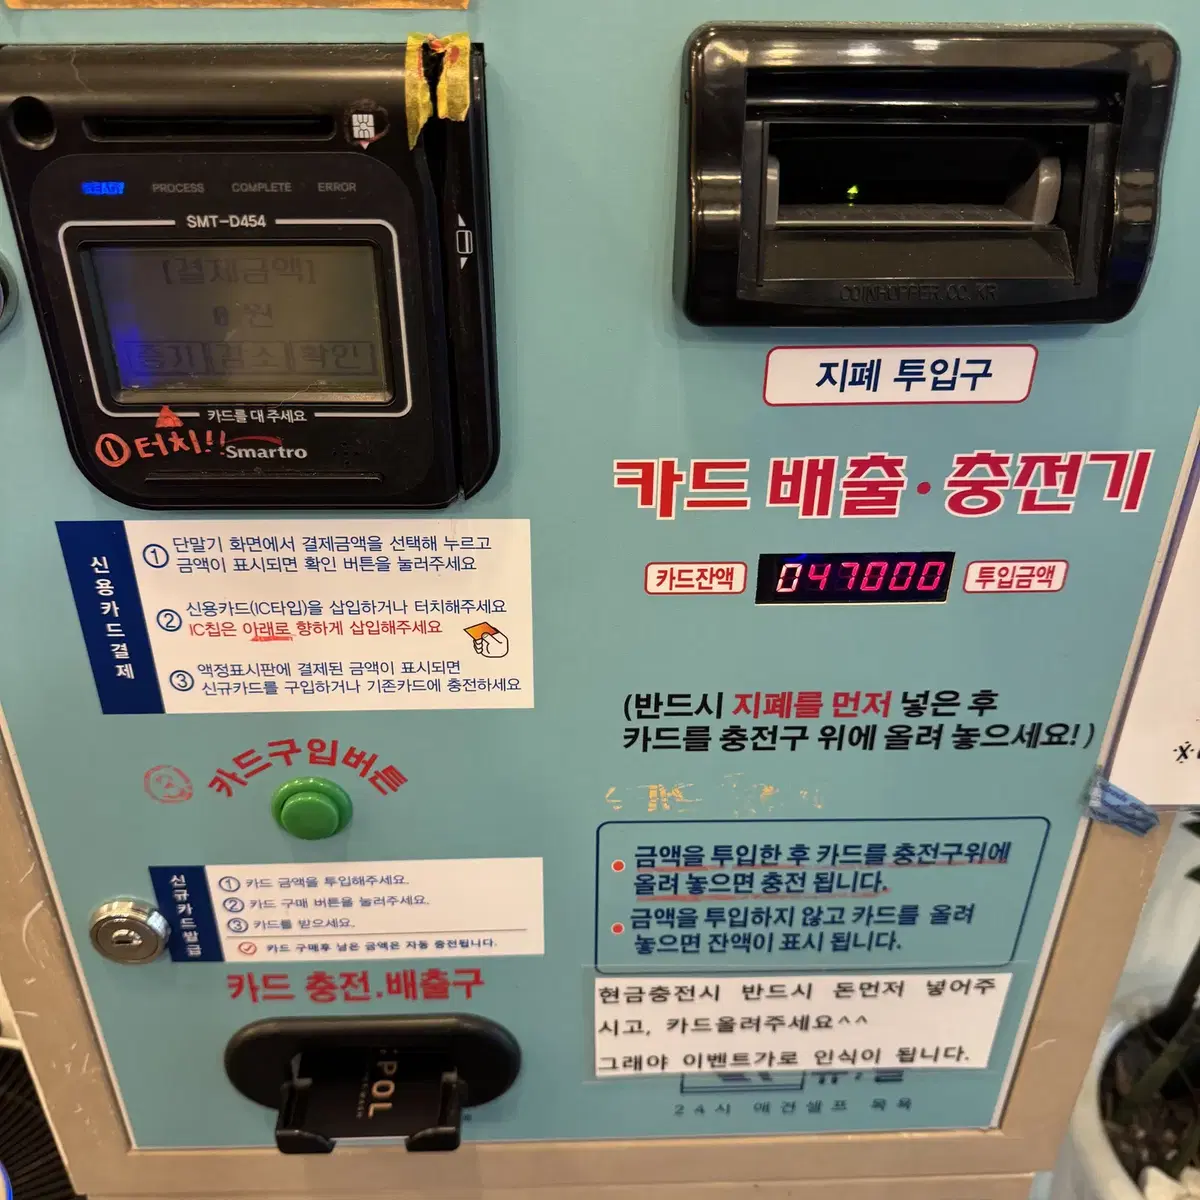 READY PROCESS COMPLETE ERROR
SMT-D454
[결제금액]
0 원
증가 감소 확인
카드를 대 주세요
① 터치!!
Smartro
COINHOPPER.CO.KR
지폐 투입구
카드 배출·충전기
카드잔액
047000
투입금액
신용카드결제
① 단말기 화면에서 결제금액을 선택해 누르고
금액이 표시되면 확인 버튼을 눌러주세요
② 신용카드(IC타입)을 삽입하거나 터치해주세요
IC칩은 아래로 향하게 삽입해주세요
③ 액정표시판에 결제된 금액이 표시되면
신규카드를 구입하거나 기존카드에 충전하세요
(반드시 지폐를 먼저 넣은 후
카드를 충전구 위에 올려 놓으세요!)
카드구입버튼
신규카드발급
① 카드 금액을 투입해주세요.
② 카드 구매 버튼을 눌러주세요.
③ 카드를 받으세요.
카드 구매후 남은 금액은 자동 충전됩니다.
• 금액을 투입한 후 카드를 충전구위에
올려 놓으면 충전 됩니다.
• 금액을 투입하지 않고 카드를 올려
놓으면 잔액이 표시 됩니다.
카드 충전.배출구
현금충전시 반드시 돈먼저 넣어주
시고, 카드올려주세요^^
그래야 이벤트가로 인식이 됩니다.
POL
24시 애견셀프 목욕